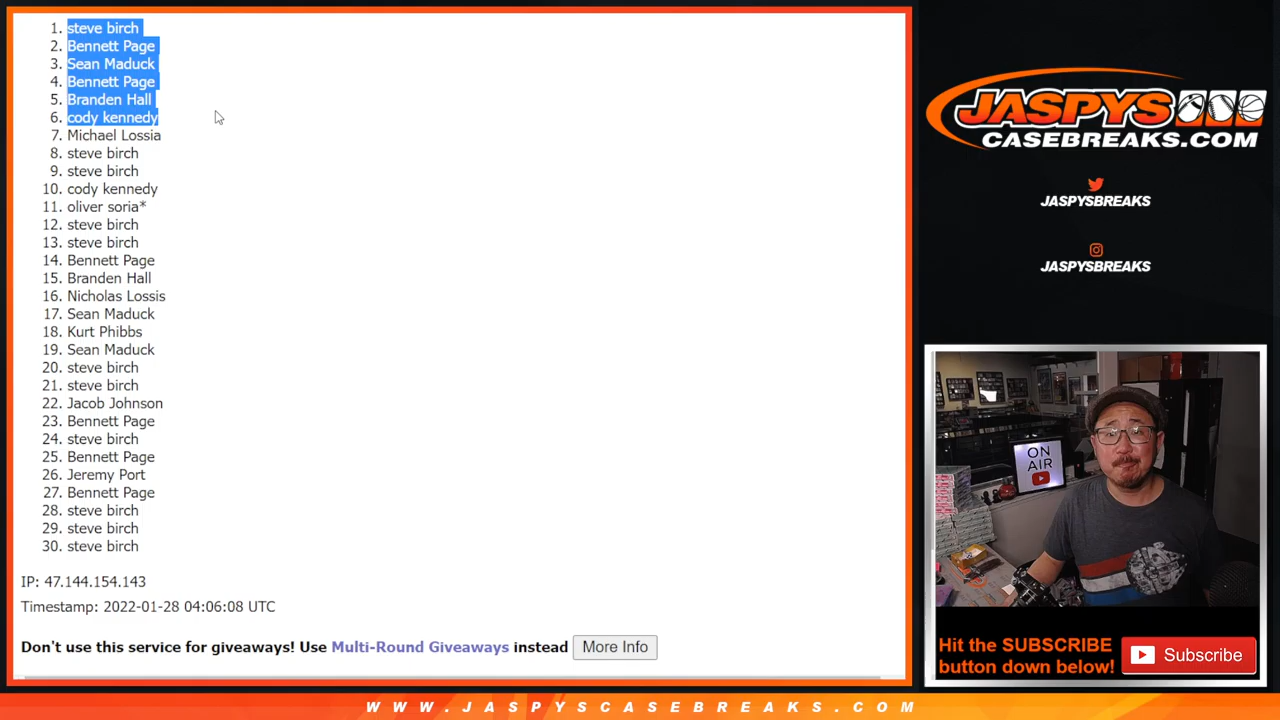 1. steve birch
2. Bennett Page
3. Sean Maduck
4. Bennett Page
5. Branden Hall
6. cody kennedy
7. Michael Lossia
8. steve birch
9. steve birch
10. cody kennedy
11. oliver soria*
12. steve birch
13. steve birch
14. Bennett Page
15. Branden Hall
16. Nicholas Lossis
17. Sean Maduck
18. Kurt Phibbs
19. Sean Maduck
20. steve birch
21. steve birch
22. Jacob Johnson
23. Bennett Page
24. steve birch
25. Bennett Page
26. Jeremy Port
27. Bennett Page
28. steve birch
29. steve birch
30. steve birch
IP: 47.144.154.143
Timestamp: 2022-01-28 04:06:08 UTC
Don't use this service for giveaways! Use Multi-Round Giveaways instead More Info
JASPYS
CASEBREAKS.COM
JASPYSBREAKS
JASPYSBREAKS
ON
AIR
Hit the SUBSCRIBE
button down below!
Subscribe
WWW.JASPYSCASEBREAKS.COM